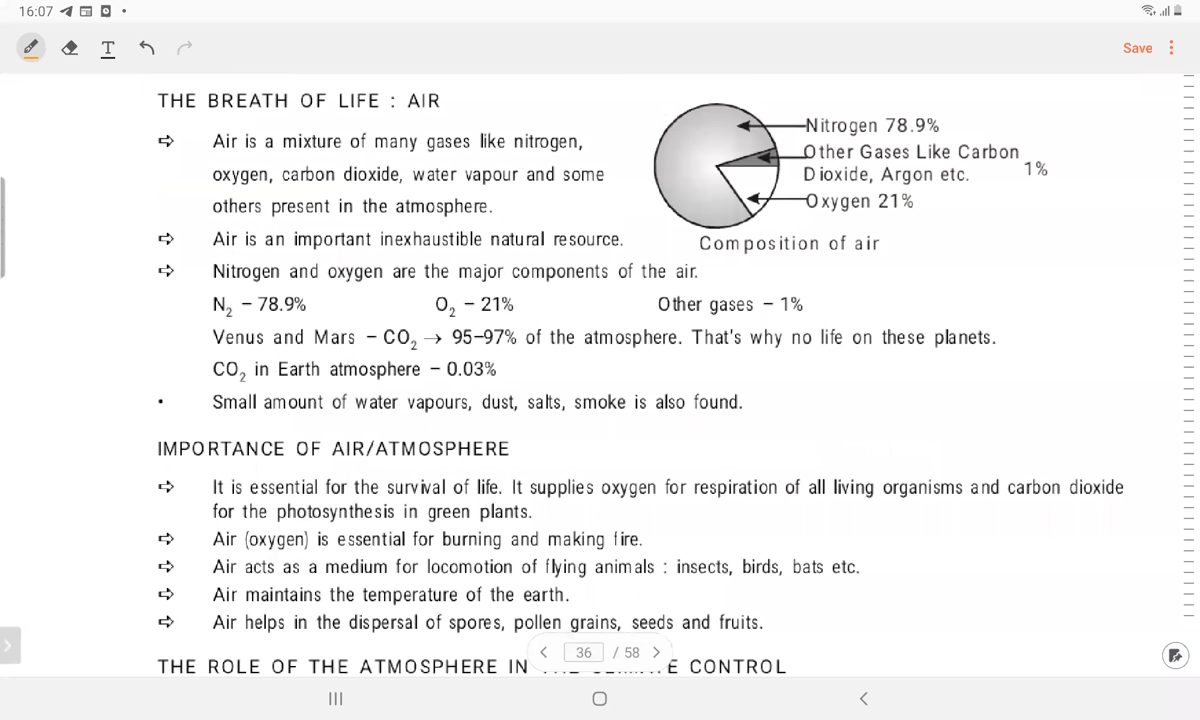 16:07
Save
THE BREATH OF LIFE : AIR
⇨ Air is a mixture of many gases like nitrogen,
oxygen, carbon dioxide, water vapour and some
others present in the atmosphere.
Nitrogen 78.9%
Other Gases Like Carbon
Dioxide, Argon etc. 1%
Oxygen 21%
Composition of air
⇨ Air is an important inexhaustible natural resource.
⇨ Nitrogen and oxygen are the major components of the air.
N₂ – 78.9% O₂ – 21% Other gases – 1%
Venus and Mars – CO₂ → 95–97% of the atmosphere. That's why no life on these planets.
CO₂ in Earth atmosphere – 0.03%
• Small amount of water vapours, dust, salts, smoke is also found.
IMPORTANCE OF AIR/ATMOSPHERE
⇨ It is essential for the survival of life. It supplies oxygen for respiration of all living organisms and carbon dioxide
for the photosynthesis in green plants.
⇨ Air (oxygen) is essential for burning and making fire.
⇨ Air acts as a medium for locomotion of flying animals : insects, birds, bats etc.
⇨ Air maintains the temperature of the earth.
⇨ Air helps in the dispersal of spores, pollen grains, seeds and fruits.
36 / 58
THE ROLE OF THE ATMOSPHERE IN CONTROL